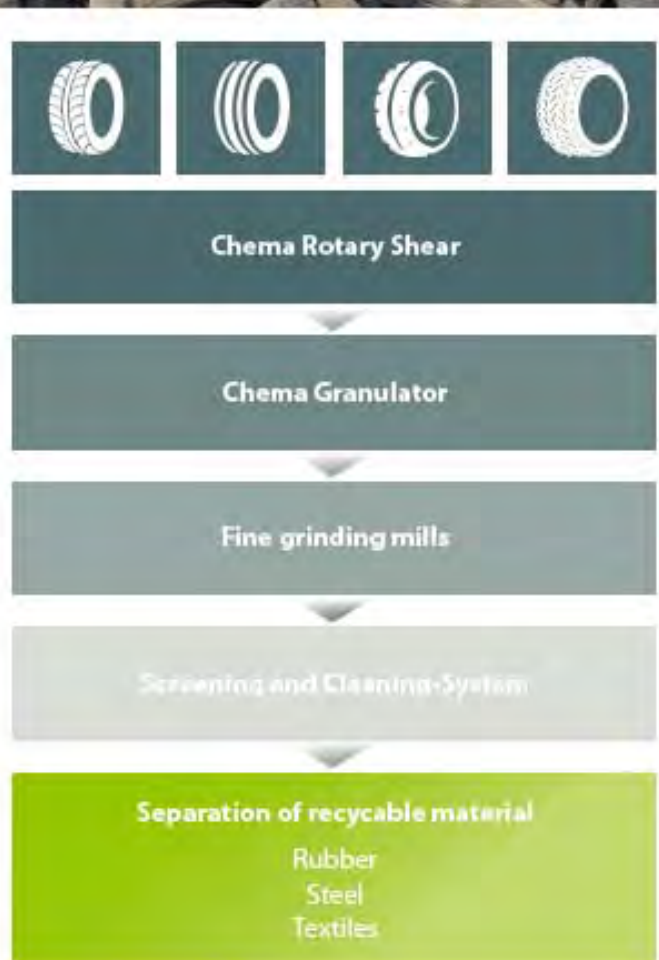 Chema Rotary Shear
Chema Granulator
Fine grinding mills
Screening and Cleaning-System
Separation of recycable material
Rubber
Steel
Textiles